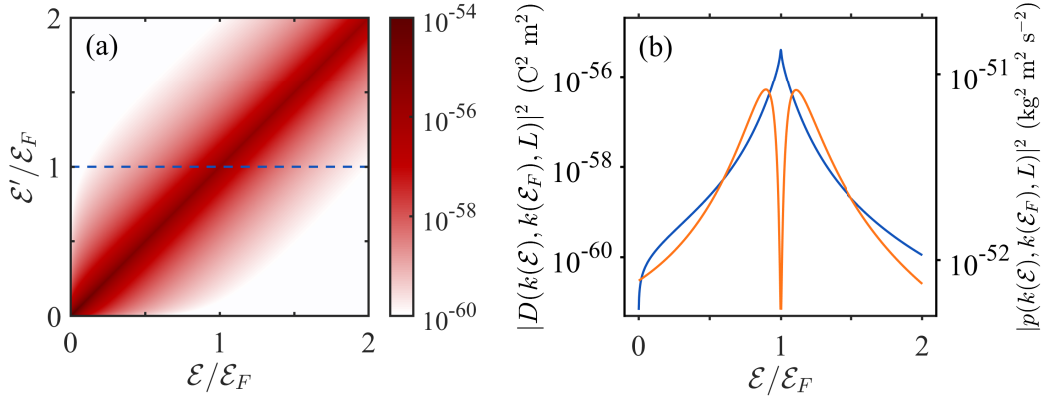 (a)
2
1
0
ℰ′/ℰ_F
0 1 2
ℰ/ℰ_F
10^-54
10^-56
10^-58
10^-60
(b)
|D(k(ℰ), k(ℰ_F), L)|^2 (C^2 m^2)
10^-56
10^-58
10^-60
0 1 2
ℰ/ℰ_F
10^-51
10^-52
|p(k(ℰ), k(ℰ_F), L)|^2 (kg^2 m^2 s^-2)